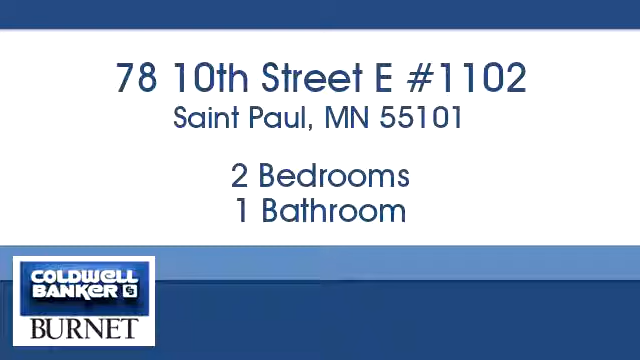 78 10th Street E #1102
Saint Paul, MN 55101
2 Bedrooms
1 Bathroom
COLDWELL
BANKER
BURNET